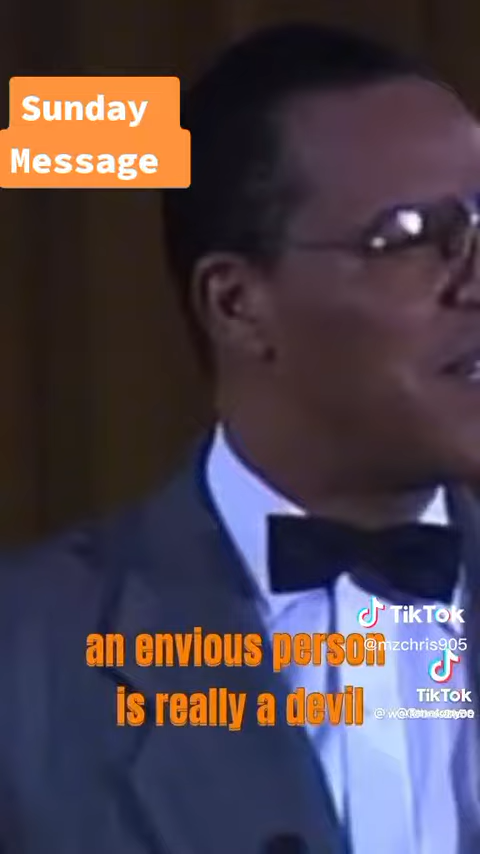 Sunday
Message
TikTok
@mzchris905
an envious person
is really a devil
TikTok